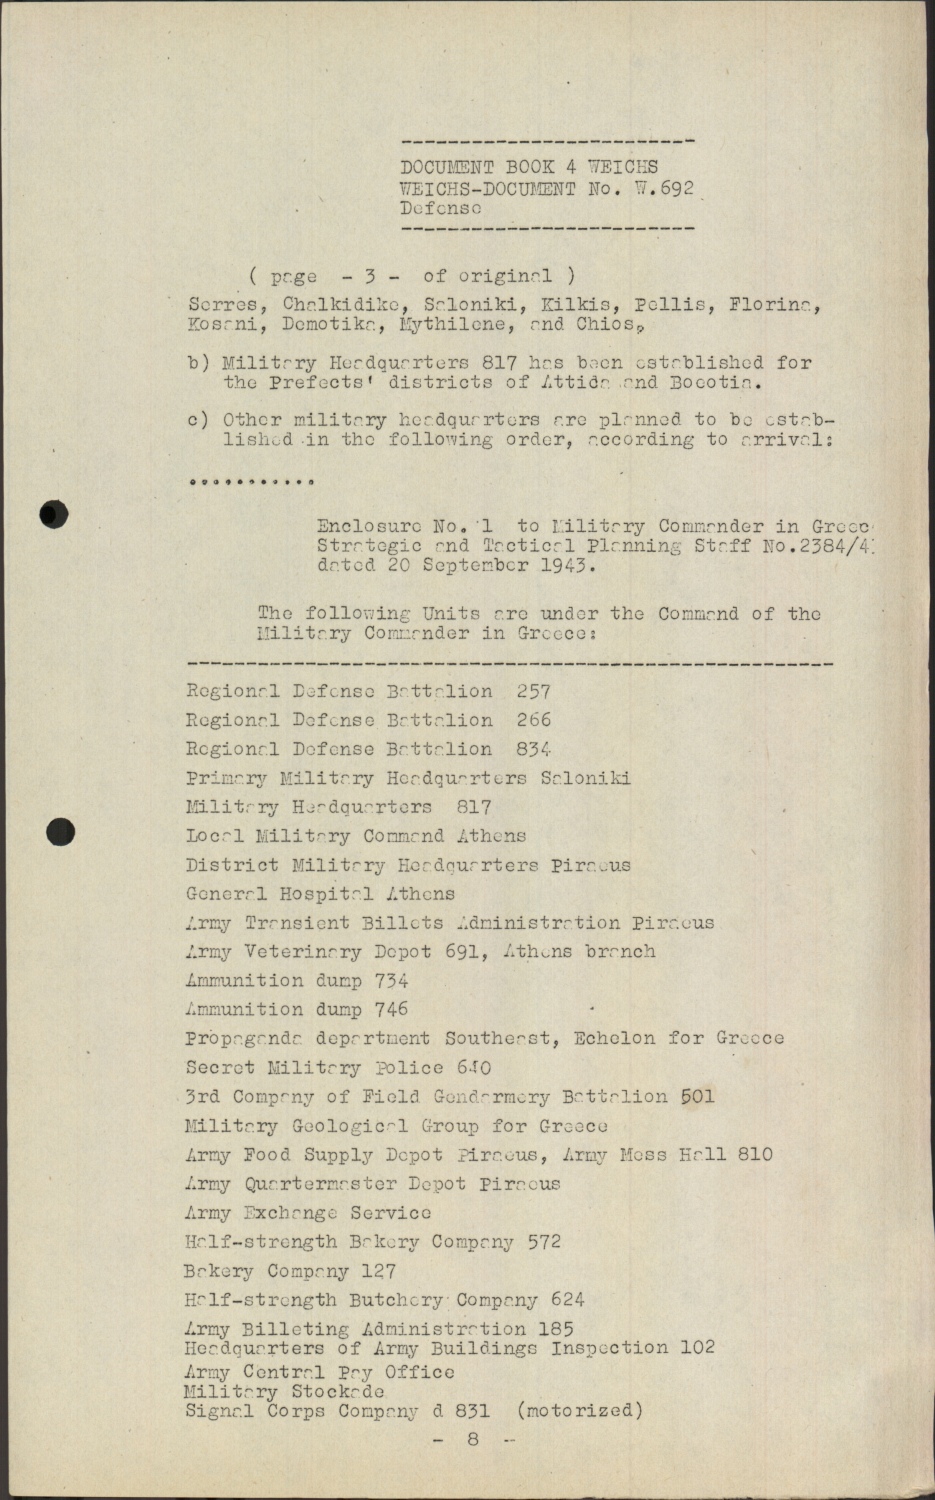 ------------------------
DOCUMENT BOOK 4 WEICHS
WEICHS-DOCUMENT No. W.692
Defense
------------------------
( page - 3 - of original )
Serres, Chalkidike, Saloniki, Kilkis, Pellis, Florina,
Kosani, Demotika, Mythilene, and Chios,
b) Military Headquarters 817 has been established for
the Prefects' districts of Attida and Boeotia.
c) Other military headquarters are planned to be estab-
lished in the following order, according to arrival:
...........
Enclosure No. 1 to Military Commander in Greec
Strategic and Tactical Planning Staff No.2384/4
dated 20 September 1943.
The following Units are under the Command of the
Military Commander in Greece:
------------------------------------------------------
Regional Defense Battalion 257
Regional Defense Battalion 266
Regional Defense Battalion 834
Primary Military Headquarters Saloniki
Military Headquarters 817
Local Military Command Athens
District Military Headquarters Piraeus
General Hospital Athens
Army Transient Billets Administration Piraeus
Army Veterinary Depot 691, Athens branch
Ammunition dump 734
Ammunition dump 746
Propaganda department Southeast, Echelon for Greece
Secret Military Police 640
3rd Company of Field Gendarmery Battalion 501
Military Geological Group for Greece
Army Food Supply Depot Piraeus, Army Mess Hall 810
Army Quartermaster Depot Piraeus
Army Exchange Service
Half-strength Bakery Company 572
Bakery Company 127
Half-strength Butchery Company 624
Army Billeting Administration 185
Headquarters of Army Buildings Inspection 102
Army Central Pay Office
Military Stockade
Signal Corps Company d 831 (motorized)
- 8 -